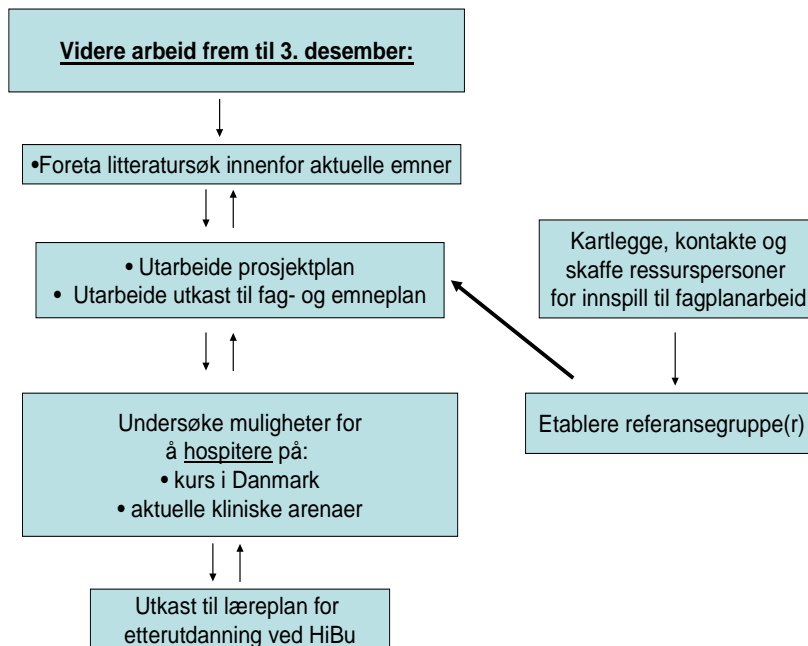 Videre arbeid frem til 3. desember:
•Foreta litteratursøk innenfor aktuelle emner
• Utarbeide prosjektplan
• Utarbeide utkast til fag- og emneplan
Kartlegge, kontakte og
skaffe ressurspersoner
for innspill til fagplanarbeid
Etablere referansegruppe(r)
Undersøke muligheter for
å hospitere på:
• kurs i Danmark
• aktuelle kliniske arenaer
Utkast til læreplan for
etterutdanning ved HiBu